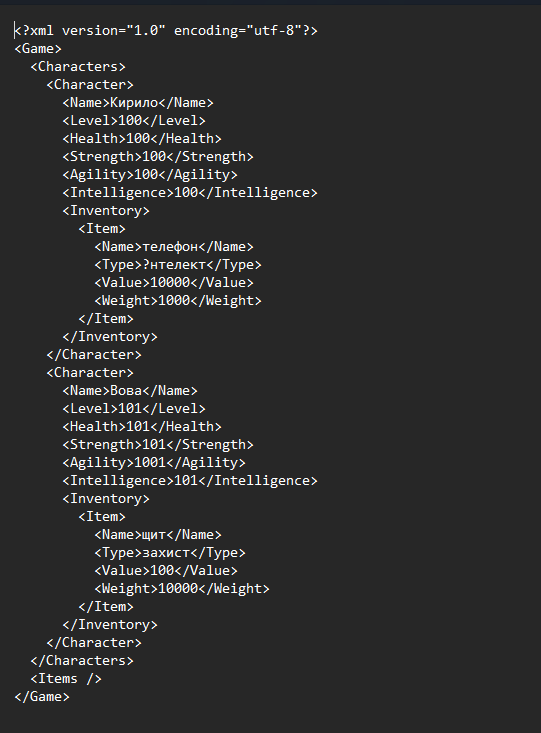 <?xml version="1.0" encoding="utf-8"?>
<Game>
  <Characters>
    <Character>
      <Name>Кирило</Name>
      <Level>100</Level>
      <Health>100</Health>
      <Strength>100</Strength>
      <Agility>100</Agility>
      <Intelligence>100</Intelligence>
      <Inventory>
        <Item>
          <Name>телефон</Name>
          <Type>?нтелект</Type>
          <Value>10000</Value>
          <Weight>1000</Weight>
        </Item>
      </Inventory>
    </Character>
    <Character>
      <Name>Вова</Name>
      <Level>101</Level>
      <Health>101</Health>
      <Strength>101</Strength>
      <Agility>1001</Agility>
      <Intelligence>101</Intelligence>
      <Inventory>
        <Item>
          <Name>щит</Name>
          <Type>захист</Type>
          <Value>100</Value>
          <Weight>10000</Weight>
        </Item>
      </Inventory>
    </Character>
  </Characters>
  <Items />
</Game>